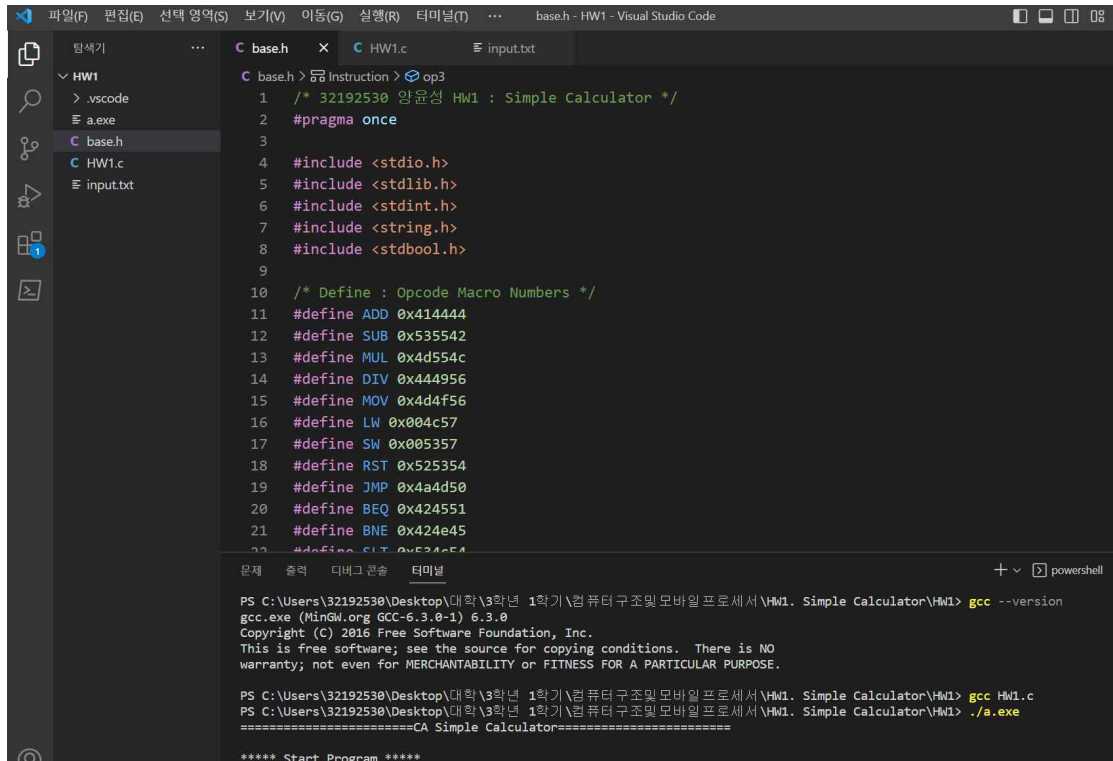 파일(F) 편집(E) 선택 영역(S) 보기(V) 이동(G) 실행(R) 터미널(T) ··· base.h - HW1 - Visual Studio Code
탐색기 ···
HW1
.vscode
a.exe
base.h
HW1.c
input.txt
1
C base.h × C HW1.c input.txt
C base.h > Instruction > op3
1 /* 32192530 양윤성 HW1 : Simple Calculator */
2 #pragma once
3
4 #include <stdio.h>
5 #include <stdlib.h>
6 #include <stdint.h>
7 #include <string.h>
8 #include <stdbool.h>
9
10 /* Define : Opcode Macro Numbers */
11 #define ADD 0x414444
12 #define SUB 0x535542
13 #define MUL 0x4d554c
14 #define DIV 0x444956
15 #define MOV 0x4d4f56
16 #define LW 0x004c57
17 #define SW 0x005357
18 #define RST 0x525354
19 #define JMP 0x4a4d50
20 #define BEQ 0x424551
21 #define BNE 0x424e45
22 #define SLT 0x534c54
문제 출력 디버그 콘솔 터미널 powershell
PS C:\Users\32192530\Desktop\대학\3학년 1학기\컴퓨터구조및모바일프로세서\HW1. Simple Calculator\HW1> gcc --version
gcc.exe (MinGW.org GCC-6.3.0-1) 6.3.0
Copyright (C) 2016 Free Software Foundation, Inc.
This is free software; see the source for copying conditions.  There is NO
warranty; not even for MERCHANTABILITY or FITNESS FOR A PARTICULAR PURPOSE.
PS C:\Users\32192530\Desktop\대학\3학년 1학기\컴퓨터구조및모바일프로세서\HW1. Simple Calculator\HW1> gcc HW1.c
PS C:\Users\32192530\Desktop\대학\3학년 1학기\컴퓨터구조및모바일프로세서\HW1. Simple Calculator\HW1> ./a.exe
========================CA Simple Calculator========================
***** Start Program *****